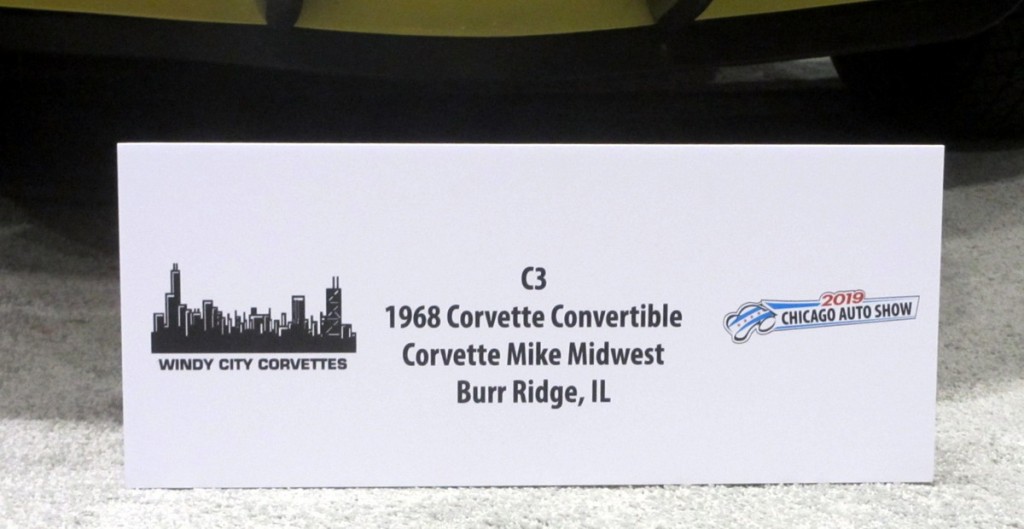 C3
1968 Corvette Convertible
Corvette Mike Midwest
Burr Ridge, IL
WINDY CITY CORVETTES
2019
CHICAGO AUTO SHOW